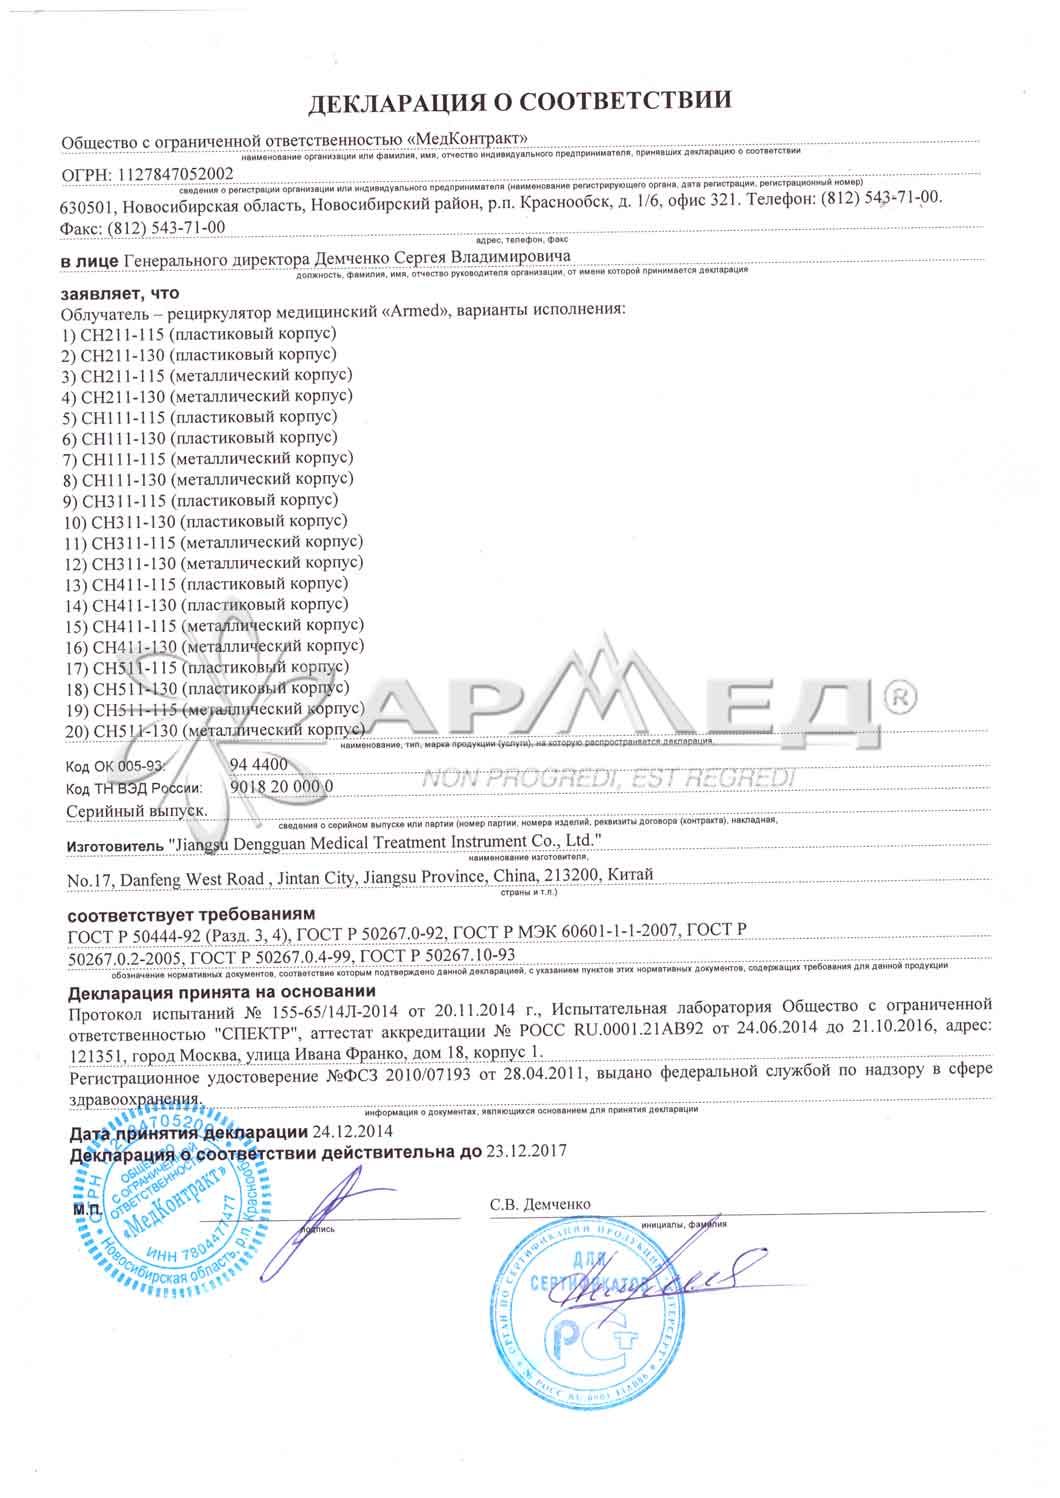 ДЕКЛАРАЦИЯ О СООТВЕТСТВИИ
Общество с ограниченной ответственностью «МедКонтракт»
наименование организации или фамилия, имя, отчество индивидуального предпринимателя, принявших декларацию о соответствии
ОГРН: 1127847052002
сведения о регистрации организации или индивидуального предпринимателя (наименование регистрирующего органа, дата регистрации, регистрационный номер)
630501, Новосибирская область, Новосибирский район, р.п. Краснообск, д. 1/6, офис 321. Телефон: (812) 543-71-00.
Факс: (812) 543-71-00
адрес, телефон, факс
в лице Генерального директора Демченко Сергея Владимировича
должность, фамилия, имя, отчество руководителя организации, от имени которой принимается декларация
заявляет, что
Облучатель – рециркулятор медицинский «Armed», варианты исполнения:
1) СН211-115 (пластиковый корпус)
2) СН211-130 (пластиковый корпус)
3) СН211-115 (металлический корпус)
4) СН211-130 (металлический корпус)
5) СН111-115 (пластиковый корпус)
6) СН111-130 (пластиковый корпус)
7) СН111-115 (металлический корпус)
8) СН111-130 (металлический корпус)
9) СН311-115 (пластиковый корпус)
10) СН311-130 (пластиковый корпус)
11) СН311-115 (металлический корпус)
12) СН311-130 (металлический корпус)
13) СН411-115 (пластиковый корпус)
14) СН411-130 (пластиковый корпус)
15) СН411-115 (металлический корпус)
16) СН411-130 (металлический корпус)
17) СН511-115 (пластиковый корпус)
18) СН511-130 (пластиковый корпус)
19) СН511-115 (металлический корпус)
20) СН511-130 (металлический корпус)
АРМЕД®
NON PROGREDI, EST REGREDI
наименование, тип, марка продукции (услуги), на которую распространяется декларация,
Код ОК 005-93: 94 4400
Код ТН ВЭД России: 9018 20 000 0
Серийный выпуск.
сведения о серийном выпуске или партии (номер партии, номера изделий, реквизиты договора (контракта), накладная,
Изготовитель "Jiangsu Dengguan Medical Treatment Instrument Co., Ltd."
наименование изготовителя,
No.17, Danfeng West Road , Jintan City, Jiangsu Province, China, 213200, Китай
страны и т.п.)
соответствует требованиям
ГОСТ Р 50444-92 (Разд. 3, 4), ГОСТ Р 50267.0-92, ГОСТ Р МЭК 60601-1-1-2007, ГОСТ Р
50267.0.2-2005, ГОСТ Р 50267.0.4-99, ГОСТ Р 50267.10-93
обозначение нормативных документов, соответствие которым подтверждено данной декларацией, с указанием пунктов этих нормативных документов, содержащих требования для данной продукции
Декларация принята на основании
Протокол испытаний № 155-65/14Л-2014 от 20.11.2014 г., Испытательная лаборатория Общество с ограниченной
ответственностью "СПЕКТР", аттестат аккредитации № РОСС RU.0001.21АВ92 от 24.06.2014 до 21.10.2016, адрес:
121351, город Москва, улица Ивана Франко, дом 18, корпус 1.
Регистрационное удостоверение №ФСЗ 2010/07193 от 28.04.2011, выдано федеральной службой по надзору в сфере
здравоохранения.
информация о документах, являющихся основанием для принятия декларации
Дата принятия декларации 24.12.2014
Декларация о соответствии действительна до 23.12.2017
М.П.
подпись
С.В. Демченко
инициалы, фамилия
ОБЩЕСТВО
С ОГРАНИЧЕННОЙ
ОТВЕТСТВЕННОСТЬЮ
«МедКонтракт»
ИНН 7804477477
Новосибирская область, р.п. Краснообск
ОРГАН ПО СЕРТИФИКАЦИИ ПРОДУКЦИИ
ДЛЯ
СЕРТИФИКАТОВ